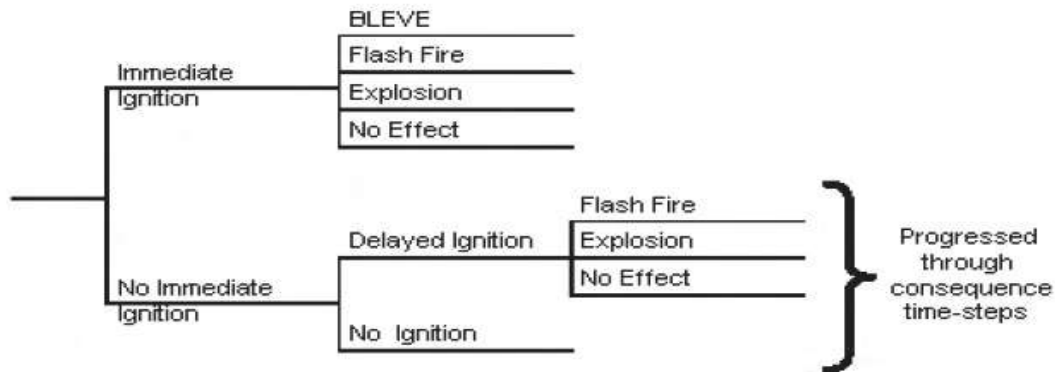 BLEVE
Flash Fire
Immediate
Ignition
Explosion
No Effect
Flash Fire
Delayed Ignition
Explosion
No Effect
No Immediate
Ignition
No Ignition
Progressed
through
consequence
time-steps